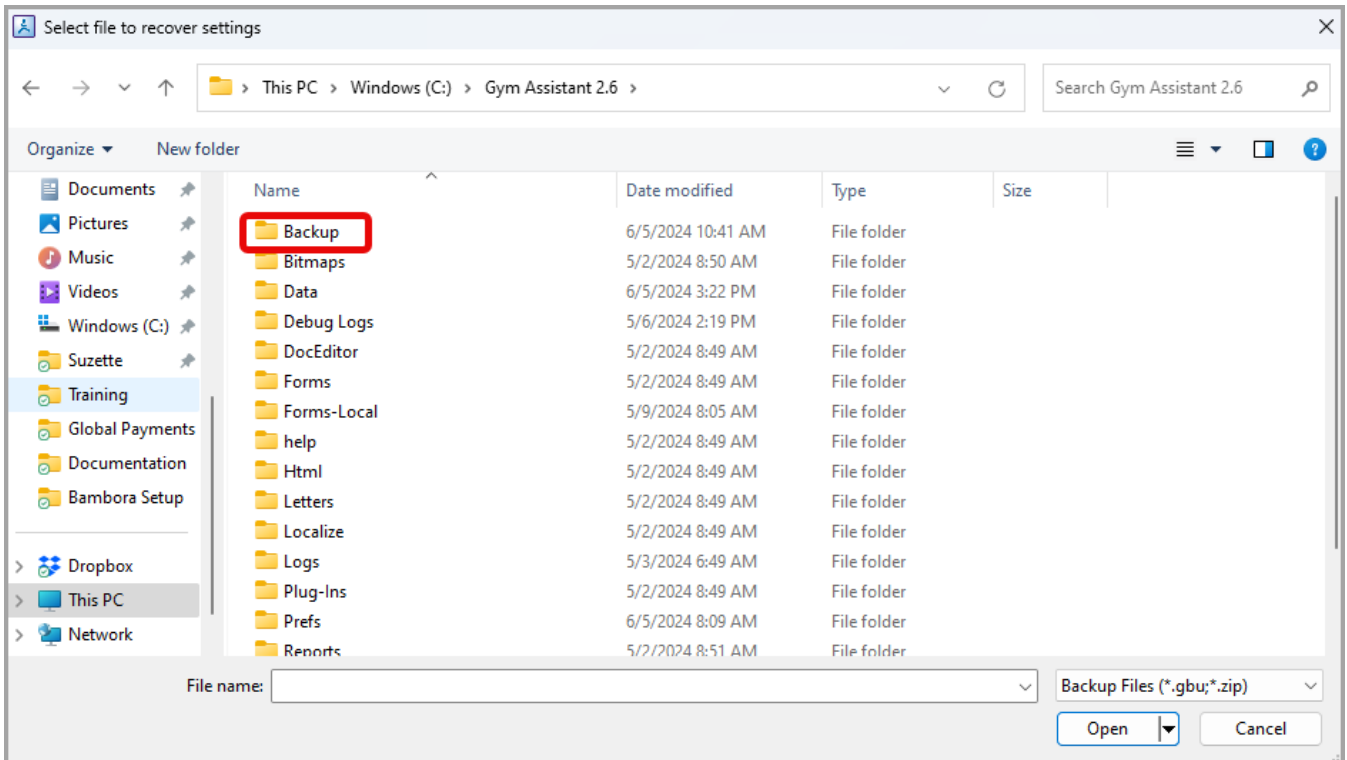 Select file to recover settings
This PC > Windows (C:) > Gym Assistant 2.6 >
Search Gym Assistant 2.6
Organize
New folder
?
Documents
Pictures
Music
Videos
Windows (C:)
Suzette
Training
Global Payments
Documentation
Bambora Setup
Dropbox
This PC
Network
Name Date modified Type Size
Backup 6/5/2024 10:41 AM File folder
Bitmaps 5/2/2024 8:50 AM File folder
Data 6/5/2024 3:22 PM File folder
Debug Logs 5/6/2024 2:19 PM File folder
DocEditor 5/2/2024 8:49 AM File folder
Forms 5/2/2024 8:49 AM File folder
Forms-Local 5/9/2024 8:05 AM File folder
help 5/2/2024 8:49 AM File folder
Html 5/2/2024 8:49 AM File folder
Letters 5/2/2024 8:49 AM File folder
Localize 5/2/2024 8:49 AM File folder
Logs 5/3/2024 6:49 AM File folder
Plug-Ins 5/2/2024 8:49 AM File folder
Prefs 6/5/2024 8:09 AM File folder
Reports 5/2/2024 8:51 AM File folder
File name:
Backup Files (*.gbu;*.zip)
Open
Cancel